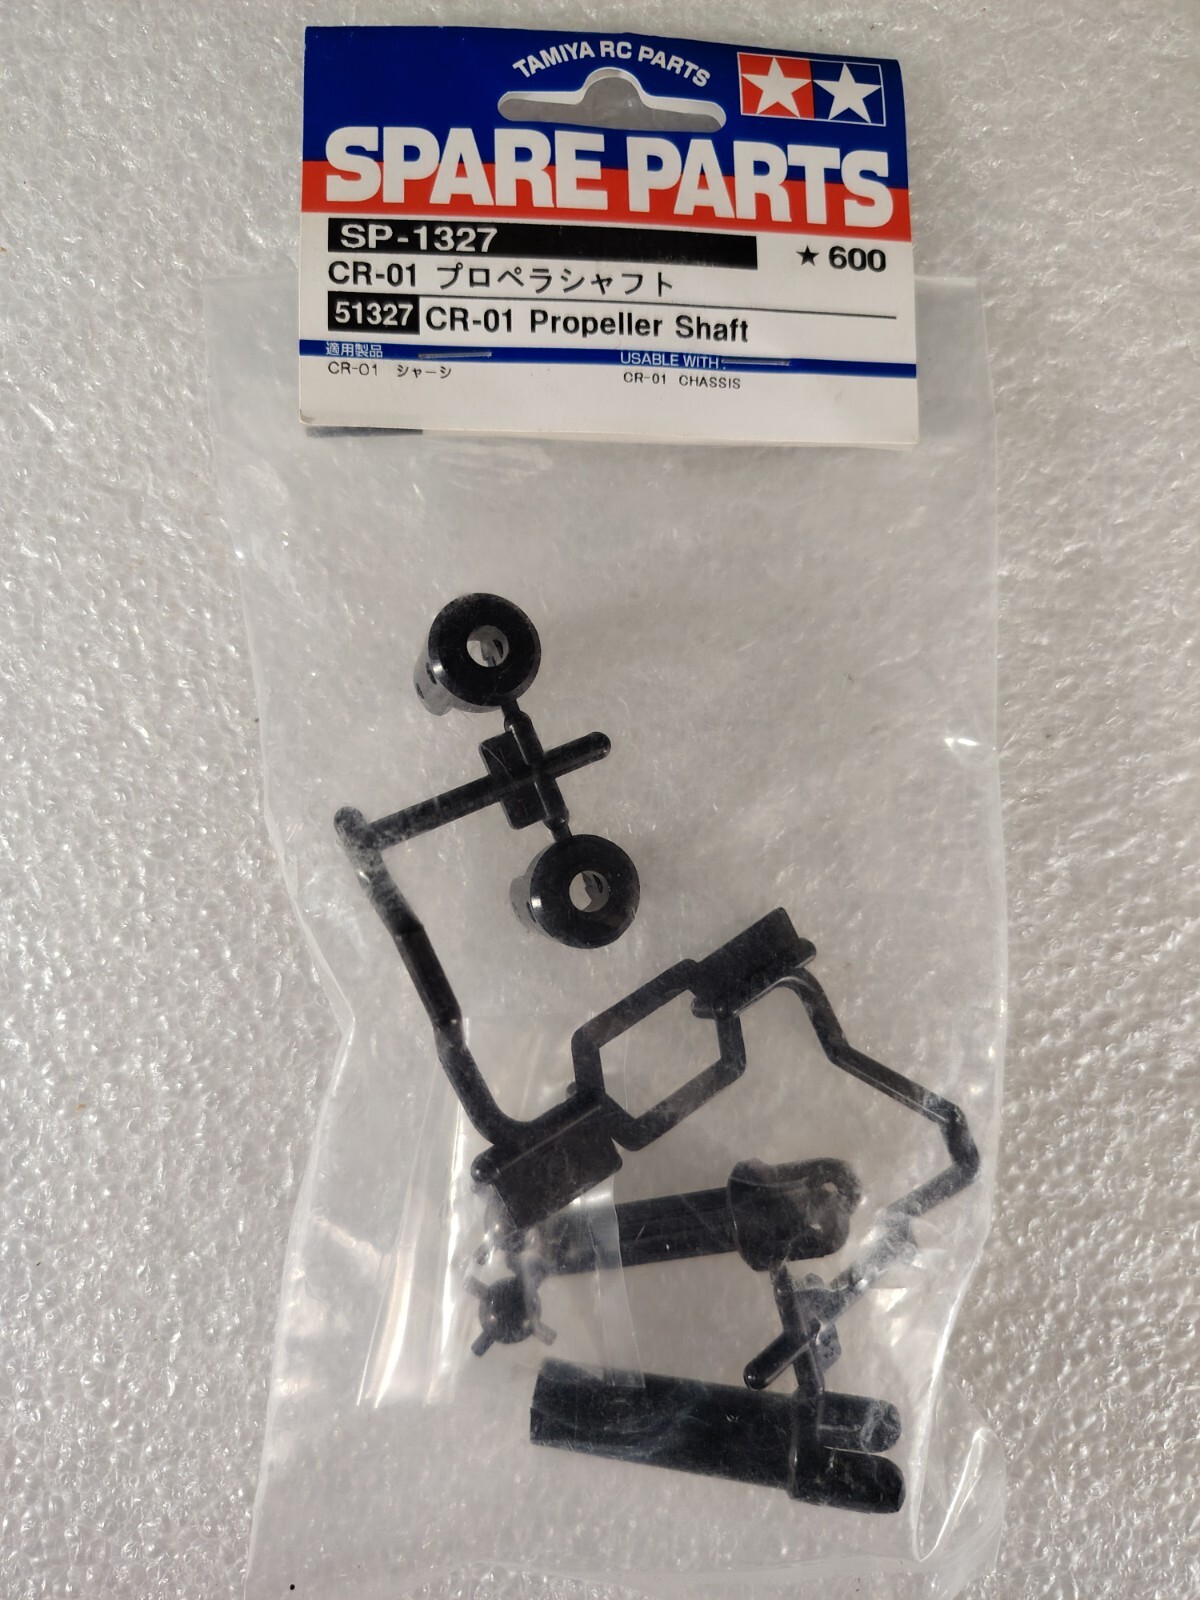 TAMIYA RC PARTS
SPARE PARTS
SP-1327
★ 600
CR-01 プロペラシャフト
51327 CR-01 Propeller Shaft
適用製品
USABLE WITH:
CR-01 シャーシ
CR-01 CHASSIS